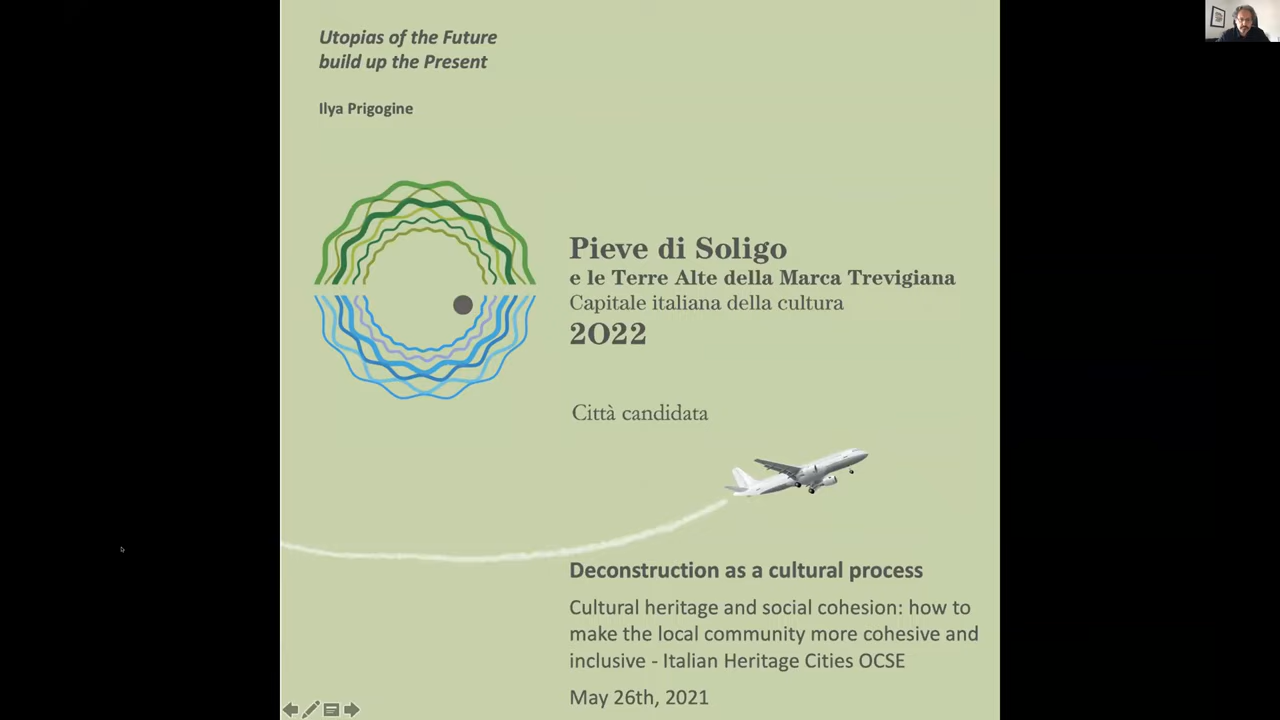 Utopias of the Future
build up the Present
Ilya Prigogine
Pieve di Soligo
e le Terre Alte della Marca Trevigiana
Capitale italiana della cultura
2022
Città candidata
Deconstruction as a cultural process
Cultural heritage and social cohesion: how to
make the local community more cohesive and
inclusive - Italian Heritage Cities OCSE
May 26th, 2021